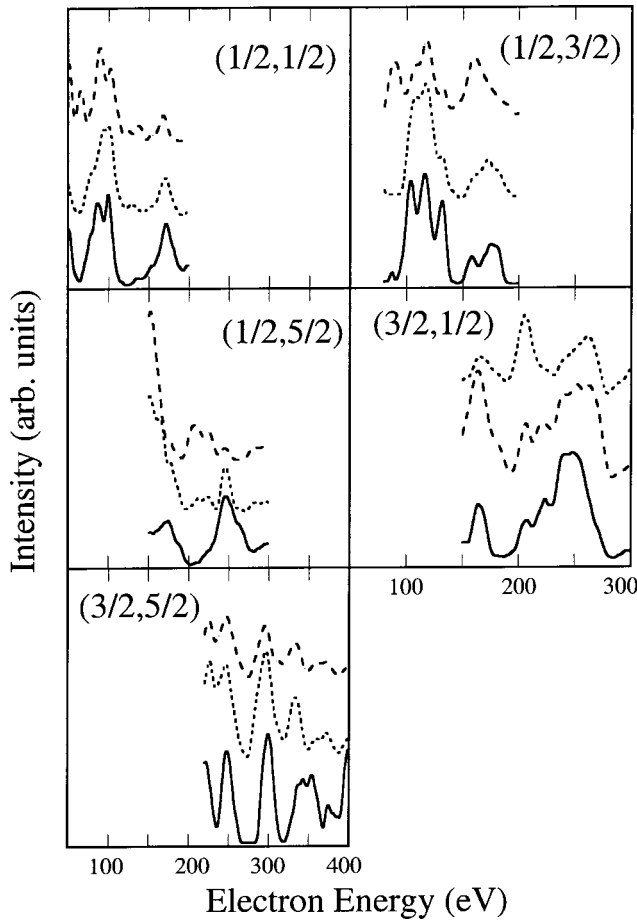 (1/2,1/2)
(1/2,3/2)
(1/2,5/2)
(3/2,1/2)
(3/2,5/2)
Intensity (arb. units)
100 200 300
100 200 300 400
Electron Energy (eV)